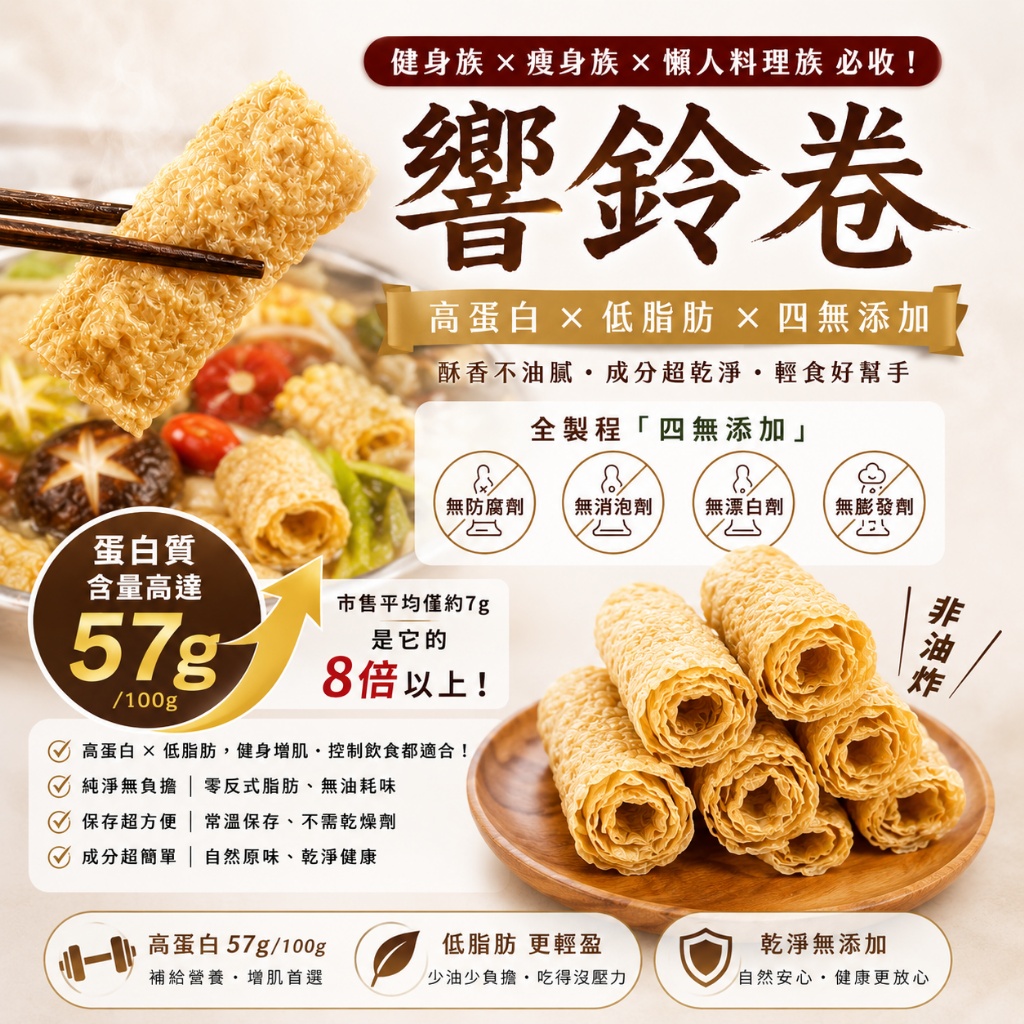 健身族 × 瘦身族 × 懶人料理族 必收！
響鈴卷
高蛋白 × 低脂肪 × 四無添加
酥香不油膩・成分超乾淨・輕食好幫手
全製程「四無添加」
無防腐劑
無消泡劑
無漂白劑
無膨發劑
蛋白質
含量高達
57g
/100g
市售平均僅約7g
是它的
8倍以上！
非油炸
高蛋白 × 低脂肪，健身增肌・控制飲食都適合！
純淨無負擔｜零反式脂肪、無油耗味
保存超方便｜常溫保存、不需乾燥劑
成分超簡單｜自然原味、乾淨健康
高蛋白 57g/100g
補給營養・增肌首選
低脂肪 更輕盈
少油少負擔・吃得沒壓力
乾淨無添加
自然安心・健康更放心